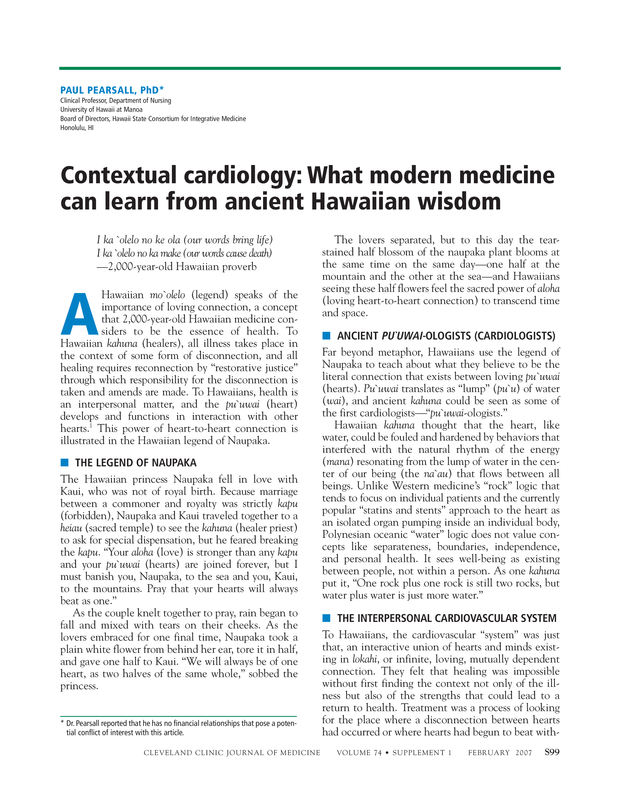 PAUL PEARSALL, PhD*
Clinical Professor, Department of Nursing
University of Hawaii at Manoa
Board of Directors, Hawaii State Consortium for Integrative Medicine
Honolulu, HI
Contextual cardiology: What modern medicine
can learn from ancient Hawaiian wisdom
I ka `olelo no ke ola (our words bring life)
I ka `olelo no ka make (our words cause death)
—2,000-year-old Hawaiian proverb
A Hawaiian mo`olelo (legend) speaks of the
importance of loving connection, a concept
that 2,000-year-old Hawaiian medicine con-
siders to be the essence of health. To
Hawaiian kahuna (healers), all illness takes place in
the context of some form of disconnection, and all
healing requires reconnection by “restorative justice”
through which responsibility for the disconnection is
taken and amends are made. To Hawaiians, health is
an interpersonal matter, and the pu`uwai (heart)
develops and functions in interaction with other
hearts.1 This power of heart-to-heart connection is
illustrated in the Hawaiian legend of Naupaka.
■ THE LEGEND OF NAUPAKA
The Hawaiian princess Naupaka fell in love with
Kaui, who was not of royal birth. Because marriage
between a commoner and royalty was strictly kapu
(forbidden), Naupaka and Kaui traveled together to a
heiau (sacred temple) to see the kahuna (healer priest)
to ask for special dispensation, but he feared breaking
the kapu. “Your aloha (love) is stronger than any kapu
and your pu`uwai (hearts) are joined forever, but I
must banish you, Naupaka, to the sea and you, Kaui,
to the mountains. Pray that your hearts will always
beat as one.”
As the couple knelt together to pray, rain began to
fall and mixed with tears on their cheeks. As the
lovers embraced for one final time, Naupaka took a
plain white flower from behind her ear, tore it in half,
and gave one half to Kaui. “We will always be of one
heart, as two halves of the same whole,” sobbed the
princess.
* Dr. Pearsall reported that he has no financial relationships that pose a poten-
tial conflict of interest with this article.
The lovers separated, but to this day the tear-
stained half blossom of the naupaka plant blooms at
the same time on the same day—one half at the
mountain and the other at the sea—and Hawaiians
seeing these half flowers feel the sacred power of aloha
(loving heart-to-heart connection) to transcend time
and space.
■ ANCIENT PU`UWAI-OLOGISTS (CARDIOLOGISTS)
Far beyond metaphor, Hawaiians use the legend of
Naupaka to teach about what they believe to be the
literal connection that exists between loving pu`uwai
(hearts). Pu`uwai translates as “lump” (pu`u) of water
(wai), and ancient kahuna could be seen as some of
the first cardiologists—“pu`uwai-ologists.”
Hawaiian kahuna thought that the heart, like
water, could be fouled and hardened by behaviors that
interfered with the natural rhythm of the energy
(mana) resonating from the lump of water in the cen-
ter of our being (the na`au) that flows between all
beings. Unlike Western medicine’s “rock” logic that
tends to focus on individual patients and the currently
popular “statins and stents” approach to the heart as
an isolated organ pumping inside an individual body,
Polynesian oceanic “water” logic does not value con-
cepts like separateness, boundaries, independence,
and personal health. It sees well-being as existing
between people, not within a person. As one kahuna
put it, “One rock plus one rock is still two rocks, but
water plus water is just more water.”
■ THE INTERPERSONAL CARDIOVASCULAR SYSTEM
To Hawaiians, the cardiovascular “system” was just
that, an interactive union of hearts and minds exist-
ing in lokahi, or infinite, loving, mutually dependent
connection. They felt that healing was impossible
without first finding the context not only of the ill-
ness but also of the strengths that could lead to a
return to health. Treatment was a process of looking
for the place where a disconnection between hearts
had occurred or where hearts had begun to beat with-
CLEVELAND CLINIC JOURNAL OF MEDICINE VOLUME 74 • SUPPLEMENT 1 FEBRUARY 2007 S99